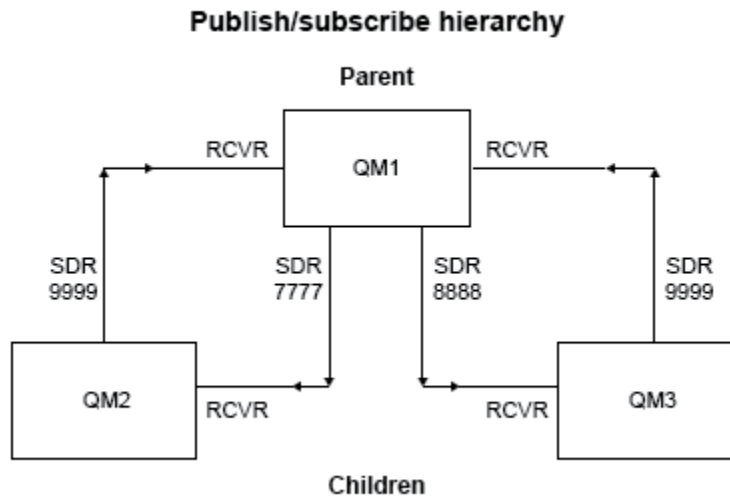 Publish/subscribe hierarchy
Parent
RCVR
QM1
RCVR
SDR
9999
SDR
7777
SDR
8888
SDR
9999
QM2
RCVR
RCVR
QM3
Children